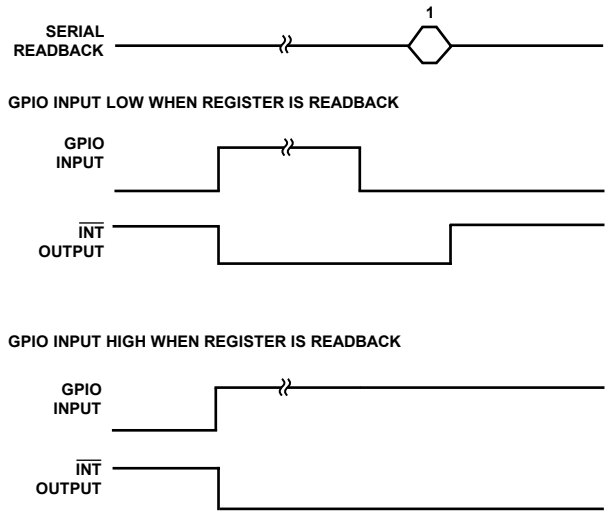 1
SERIAL
READBACK
GPIO INPUT LOW WHEN REGISTER IS READBACK
GPIO
INPUT
INT
OUTPUT
GPIO INPUT HIGH WHEN REGISTER IS READBACK
GPIO
INPUT
INT
OUTPUT